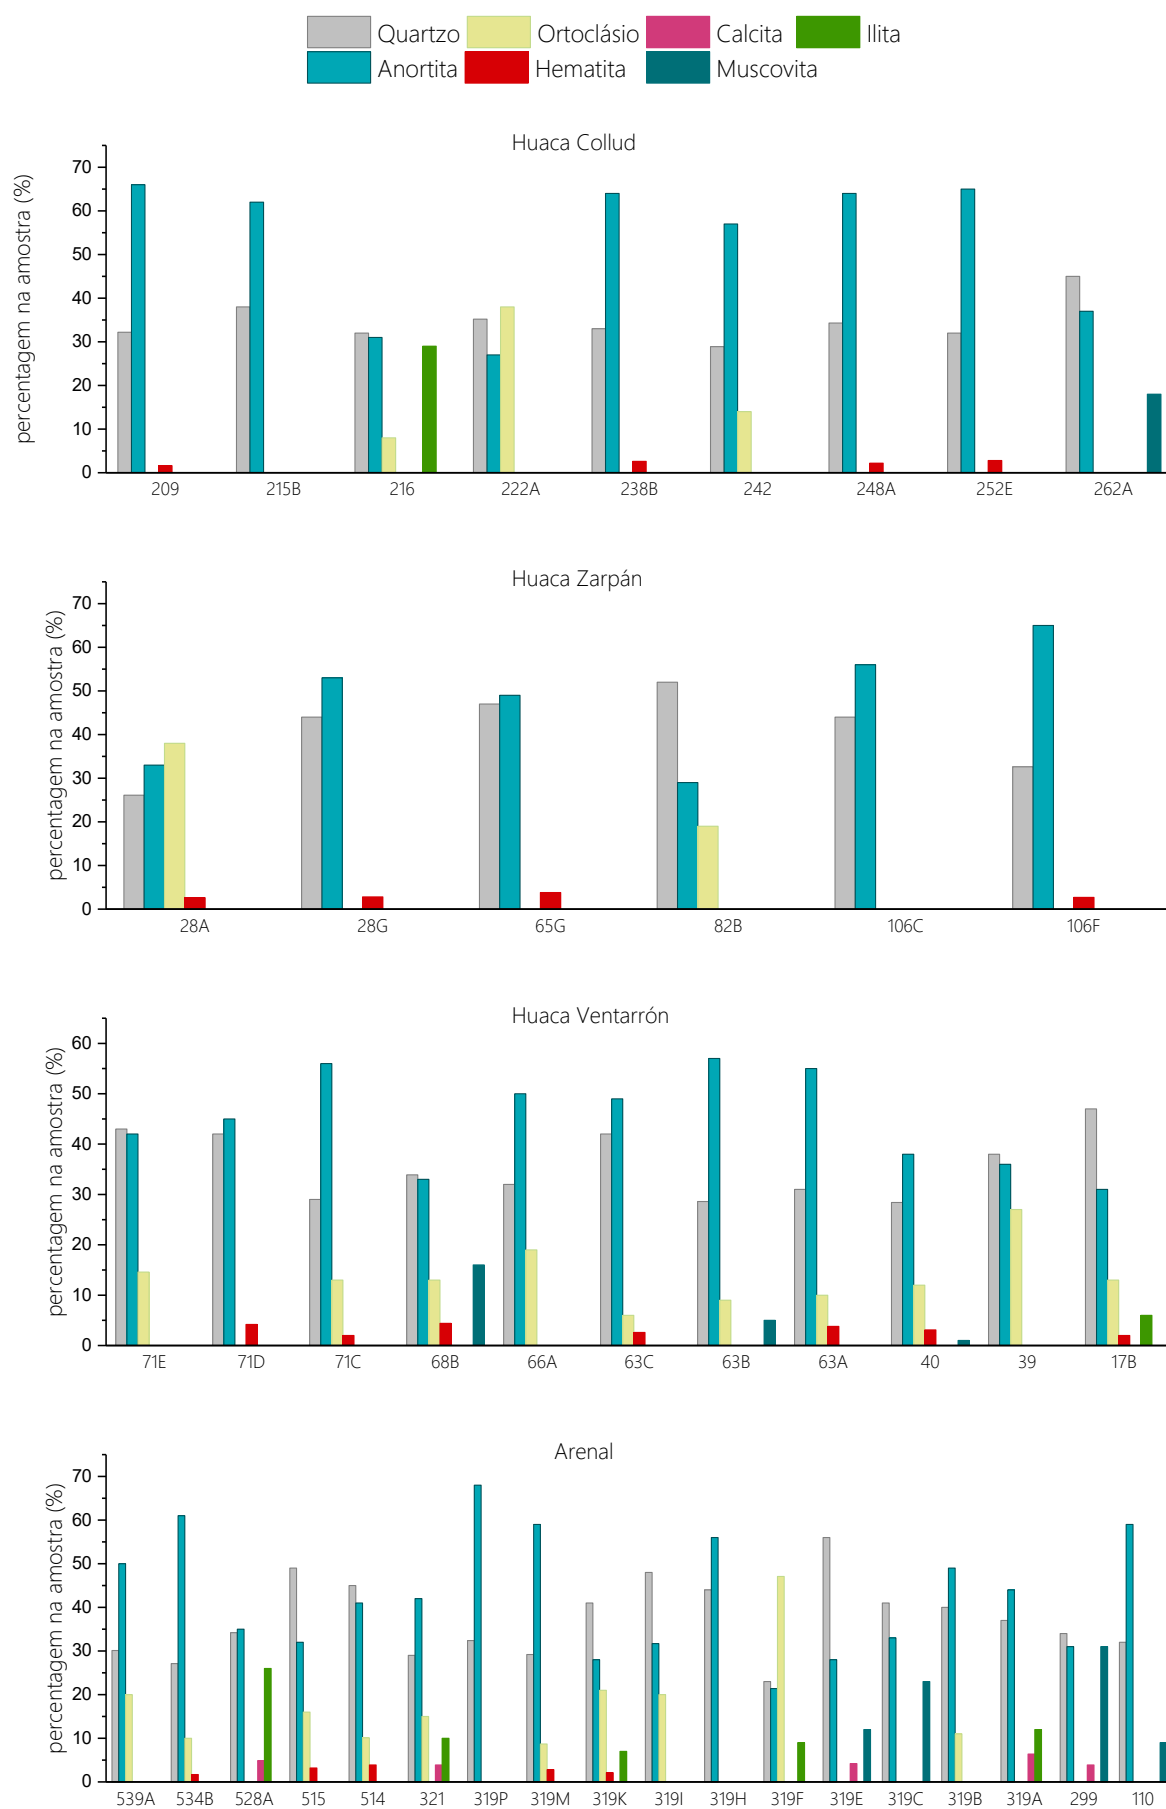 Quartzo Ortoclásio Calcita Ilita
Anortita Hematita Muscovita
Huaca Collud
percentagem na amostra (%)
70
60
50
40
30
20
10
0
209 215B 216 222A 238B 242 248A 252E 262A
Huaca Zarpán
percentagem na amostra (%)
70
60
50
40
30
20
10
0
28A 28G 65G 82B 106C 106F
Huaca Ventarrón
percentagem na amostra (%)
60
50
40
30
20
10
0
71E 71D 71C 68B 66A 63C 63B 63A 40 39 17B
Arenal
percentagem na amostra (%)
70
60
50
40
30
20
10
0
539A 534B 528A 515 514 321 319P 319M 319K 319I 319H 319F 319E 319C 319B 319A 299 110